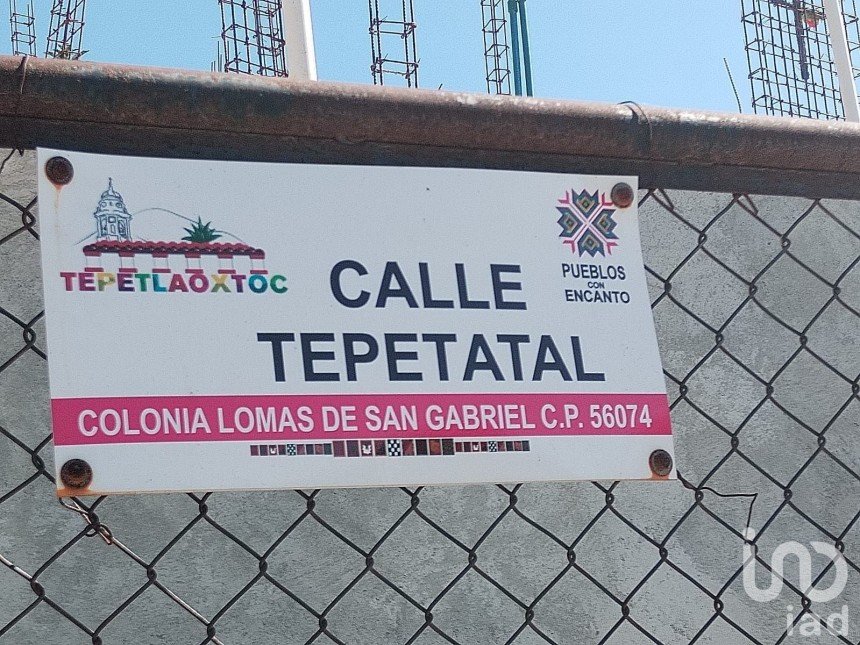 TEPETLAOXTOC
CALLE
TEPETATAL
PUEBLOS
CON
ENCANTO
COLONIA LOMAS DE SAN GABRIEL C.P. 56074
iad